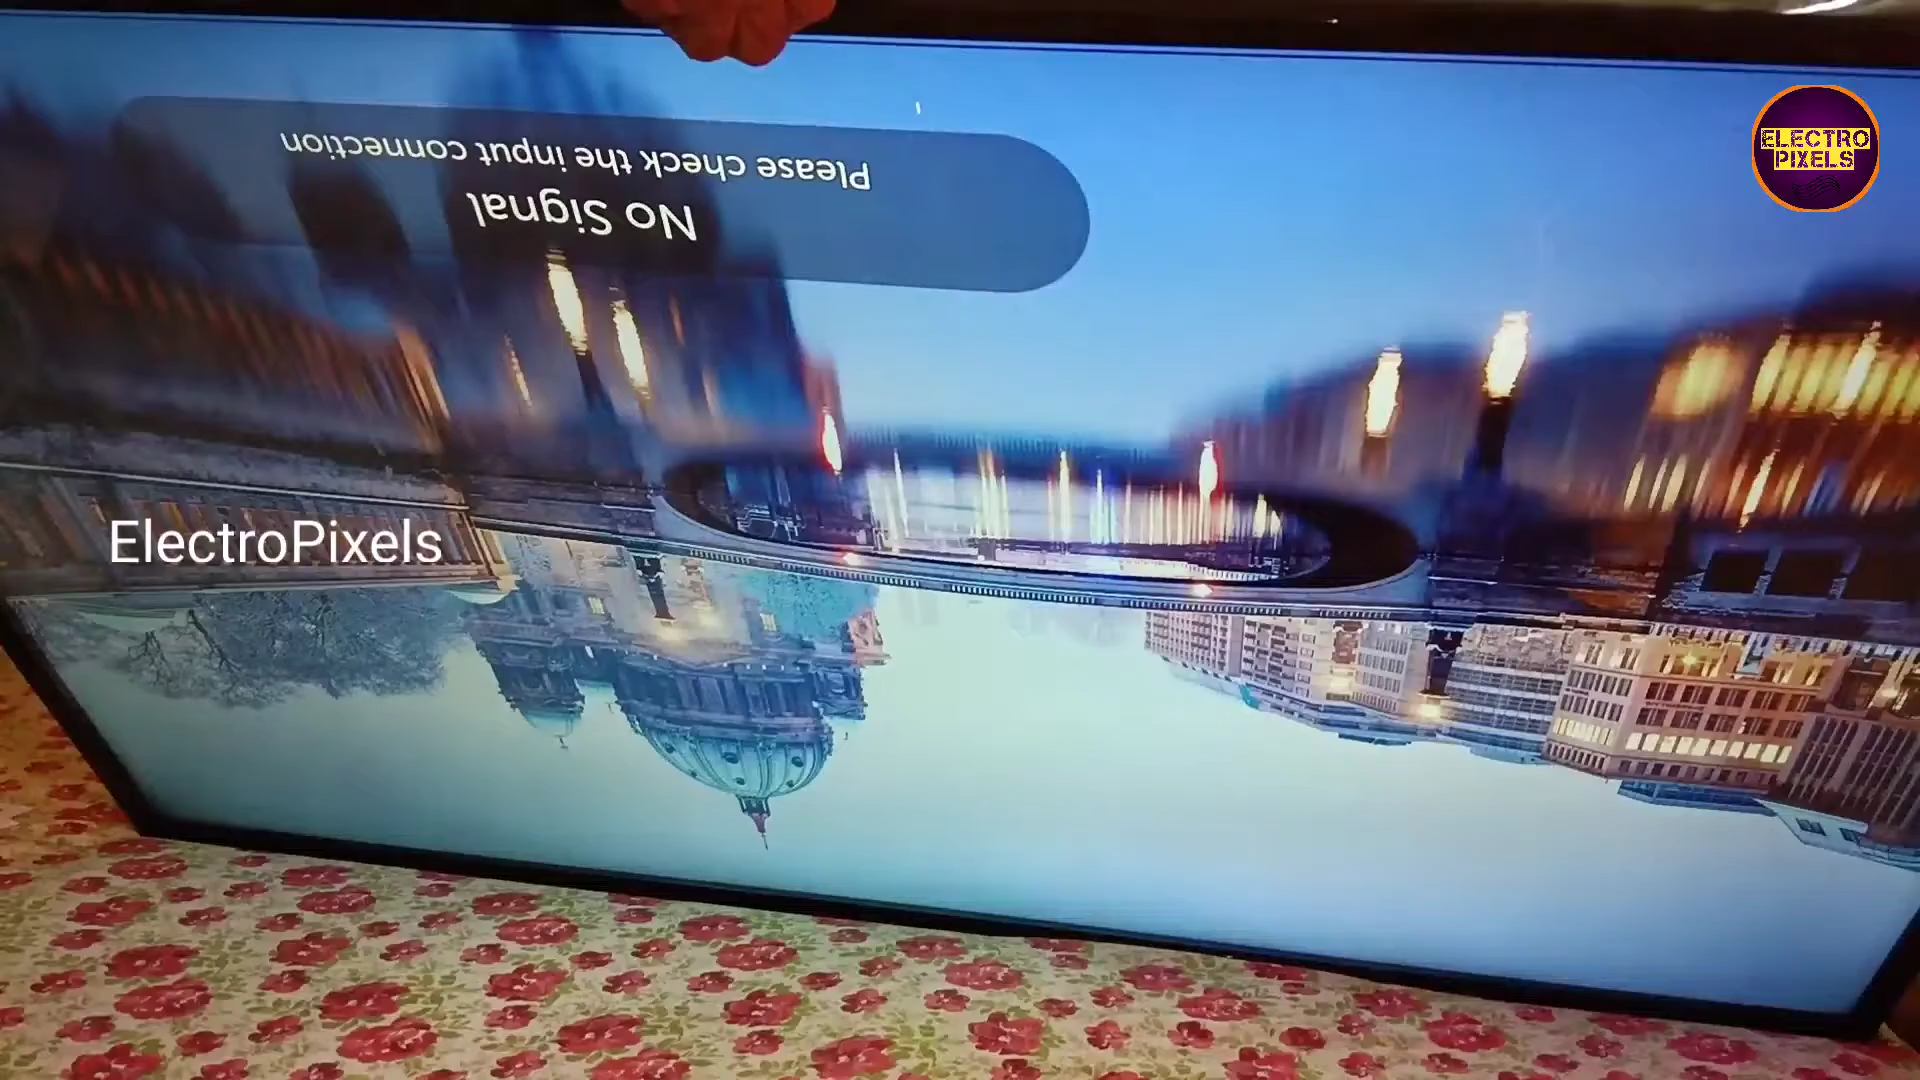 No Signal
Please check the input connection
ELECTRO
PIXELS
ElectroPixels